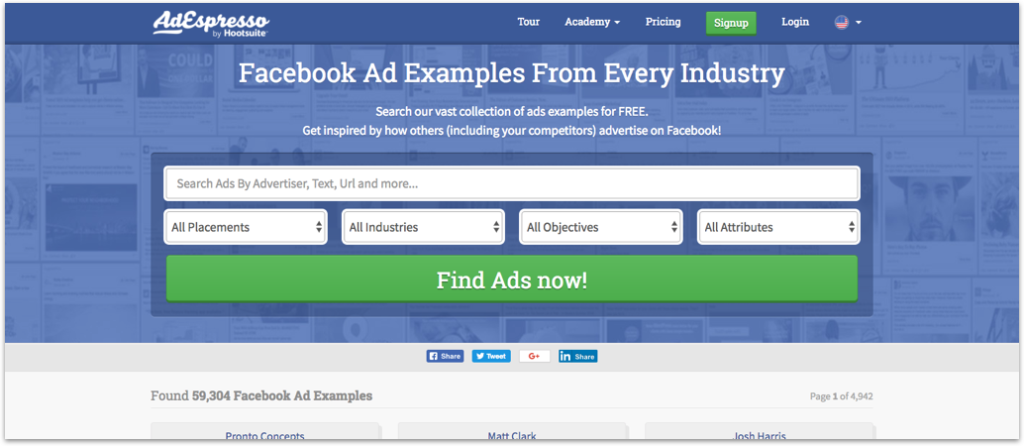 AdEspresso
by Hootsuite
Tour
Academy
Pricing
Signup
Login
COULD
Facebook Ad Examples From Every Industry
Search our vast collection of ads examples for FREE.
Get inspired by how others (including your competitors) advertise on Facebook!
Search Ads By Advertiser, Text, Url and more...
All Placements
All Industries
All Objectives
All Attributes
Find Ads now!
Share
Tweet
G+
in Share
Found 59,304 Facebook Ad Examples
Page 1 of 4,942
Pronto Concepts
Matt Clark
Josh Harris